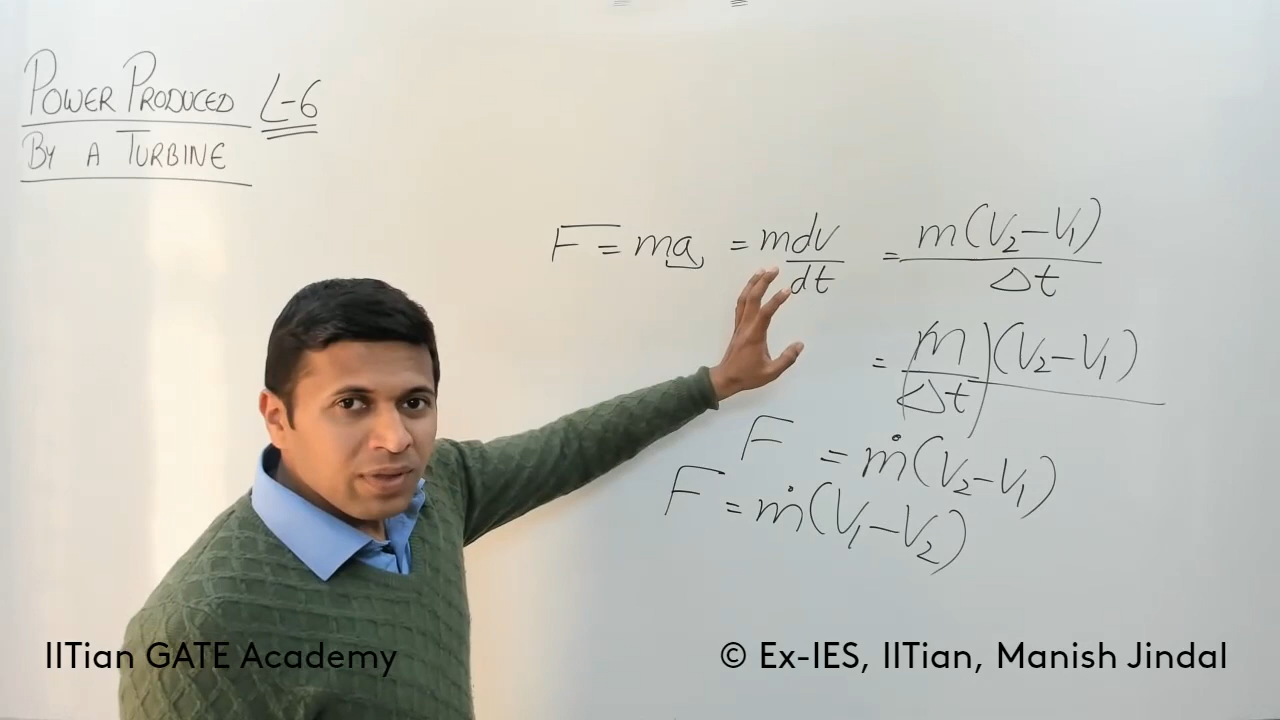 POWER PRODUCED L-6
BY A TURBINE
F = ma = mdv/dt = m(V₂-V₁)/Δt
= (m/Δt)(V₂-V₁)
F = ṁ(V₂-V₁)
F = ṁ(V₁-V₂)
IITian GATE Academy
© Ex-IES, IITian, Manish Jindal